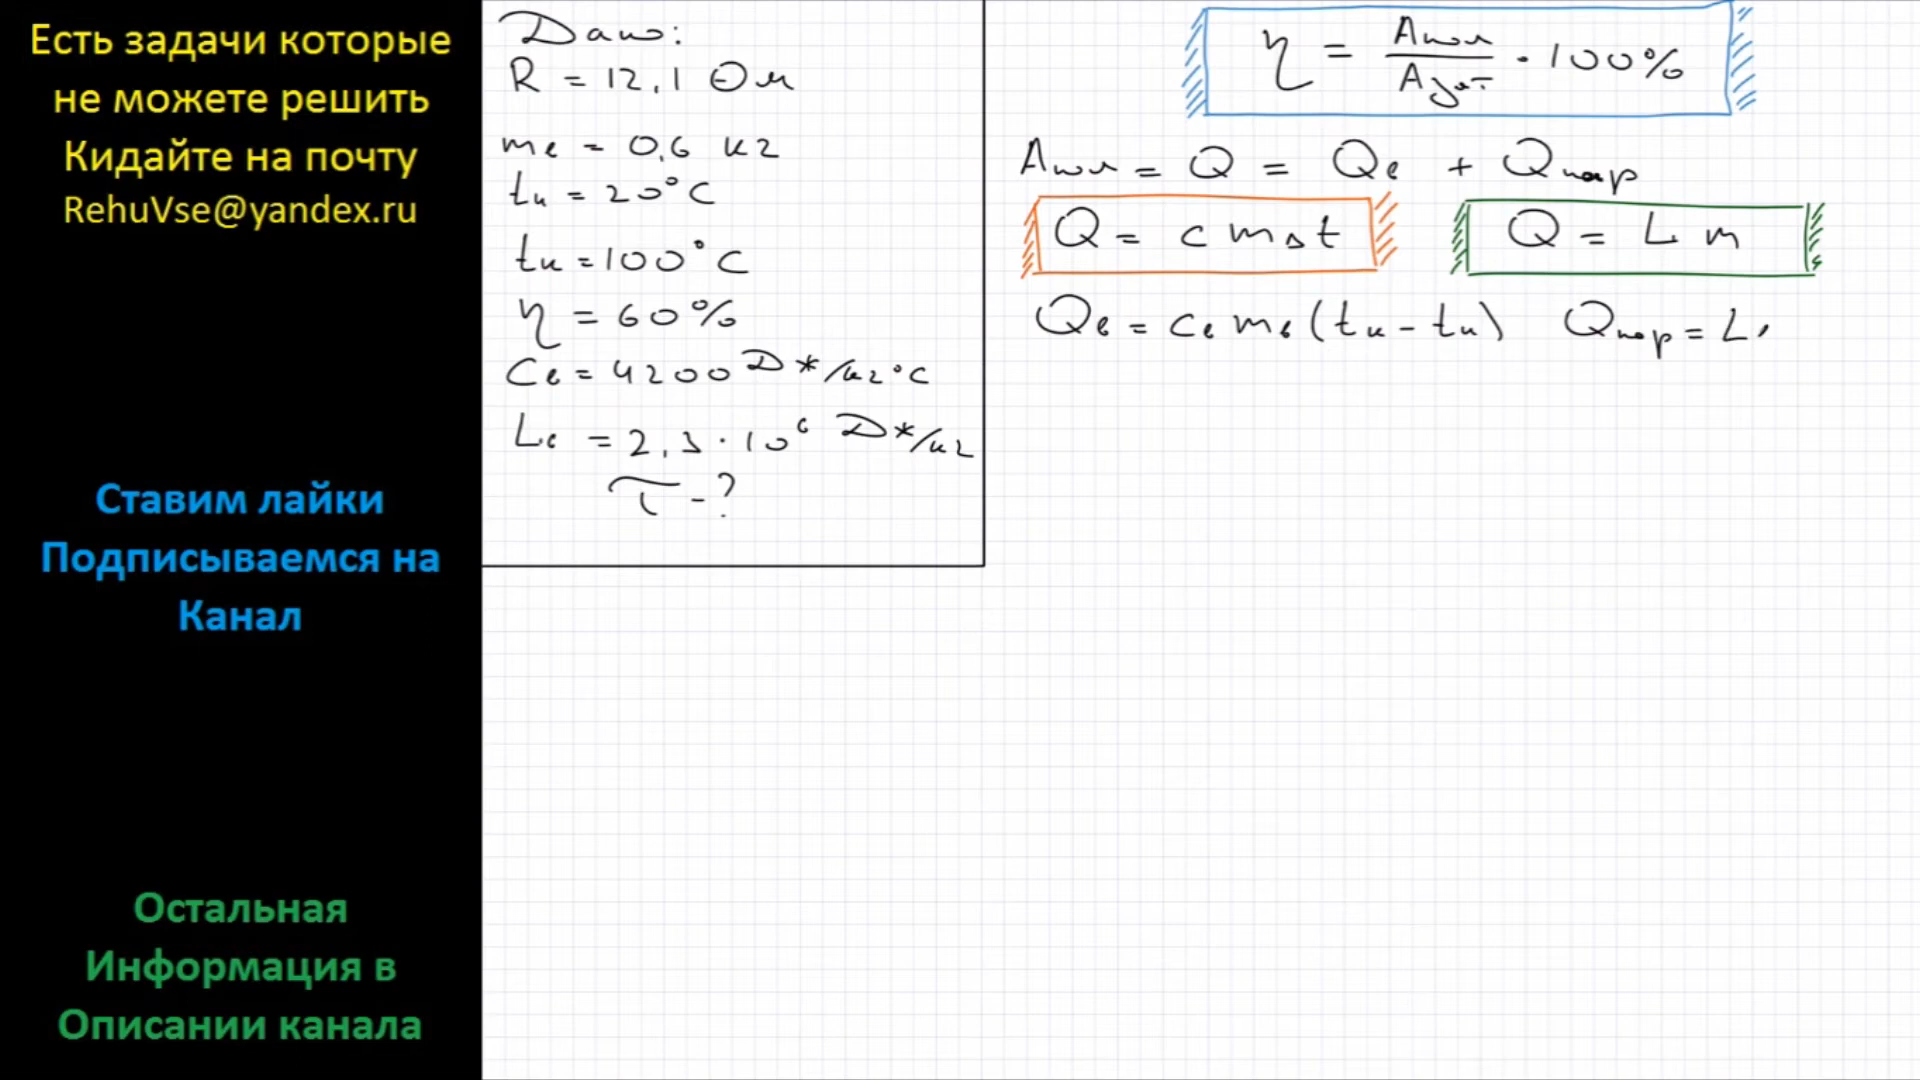 Есть задачи которые
не можете решить
Кидайте на почту
RehuVse@yandex.ru
Ставим лайки
Подписываемся на
Канал
Остальная
Информация в
Описании канала
Дано:
R = 12,1 Ом
mв = 0,6 кг
tн = 20°C
tк = 100°C
η = 60%
Cв = 4200 Дж/кг°C
Lв = 2,3·10⁶ Дж/кг
τ - ?
η = Aпол/Aзат · 100%
Aпол = Q = Qв + Qпар
Q = cmΔt
Q = Lm
Qв = cвmв(tк - tн) Qпар = L